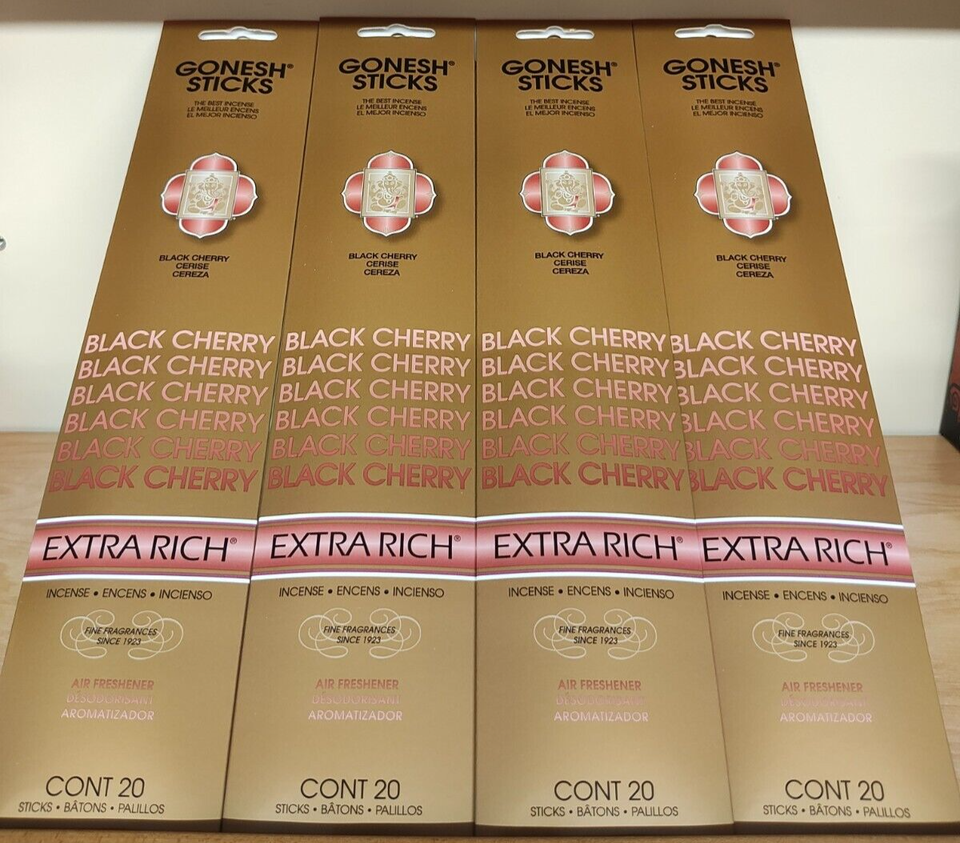 GONESH®
STICKS
THE BEST INCENSE
LE MEILLEUR ENCENS
EL MEJOR INCIENSO
BLACK CHERRY
CERISE
CEREZA
BLACK CHERRY
BLACK CHERRY
BLACK CHERRY
BLACK CHERRY
BLACK CHERRY
BLACK CHERRY
EXTRA RICH®
INCENSE • ENCENS • INCIENSO
FINE FRAGRANCES
SINCE 1923
AIR FRESHENER
DÉSODORISANT
AROMATIZADOR
CONT 20
STICKS • BÂTONS • PALILLOS
GONESH®
STICKS
THE BEST INCENSE
LE MEILLEUR ENCENS
EL MEJOR INCIENSO
BLACK CHERRY
CERISE
CEREZA
BLACK CHERRY
BLACK CHERRY
BLACK CHERRY
BLACK CHERRY
BLACK CHERRY
BLACK CHERRY
EXTRA RICH®
INCENSE • ENCENS • INCIENSO
FINE FRAGRANCES
SINCE 1923
AIR FRESHENER
DÉSODORISANT
AROMATIZADOR
CONT 20
STICKS • BÂTONS • PALILLOS
GONESH®
STICKS
THE BEST INCENSE
LE MEILLEUR ENCENS
EL MEJOR INCIENSO
BLACK CHERRY
CERISE
CEREZA
BLACK CHERRY
BLACK CHERRY
BLACK CHERRY
BLACK CHERRY
BLACK CHERRY
BLACK CHERRY
EXTRA RICH®
INCENSE • ENCENS • INCIENSO
FINE FRAGRANCES
SINCE 1923
AIR FRESHENER
DÉSODORISANT
AROMATIZADOR
CONT 20
STICKS • BÂTONS • PALILLOS
GONESH®
STICKS
THE BEST INCENSE
LE MEILLEUR ENCENS
EL MEJOR INCIENSO
BLACK CHERRY
CERISE
CEREZA
BLACK CHERRY
BLACK CHERRY
BLACK CHERRY
BLACK CHERRY
BLACK CHERRY
BLACK CHERRY
EXTRA RICH®
INCENSE • ENCENS • INCIENSO
FINE FRAGRANCES
SINCE 1923
AIR FRESHENER
DÉSODORISANT
AROMATIZADOR
CONT 20
STICKS • BÂTONS • PALILLOS